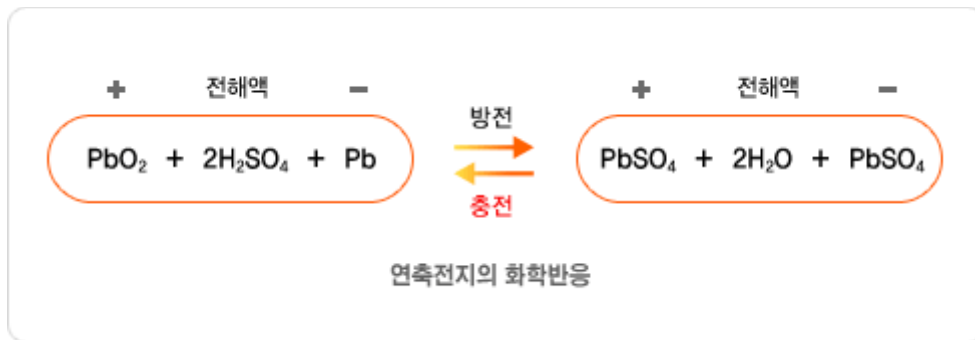 + 전해액 − + 전해액 −
방전
PbO₂ + 2H₂SO₄ + Pb PbSO₄ + 2H₂O + PbSO₄
충전
연축전지의 화학반응